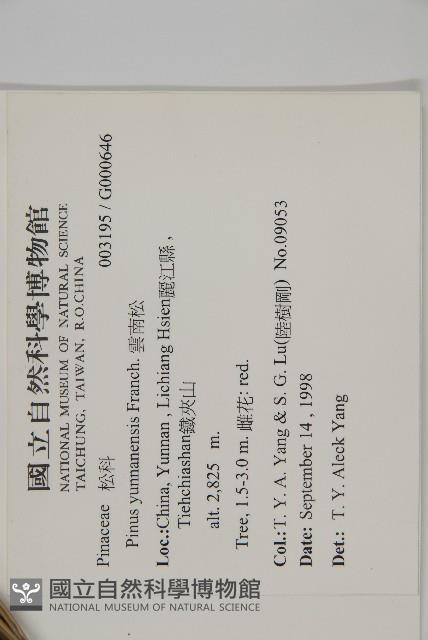 國立自然科學博物館
NATIONAL MUSEUM OF NATURAL SCIENCE
TAICHUNG, TAIWAN, R.O.CHINA
Pinaceae 松科 003195 / G000646
Pinus yunnanensis Franch. 雲南松
Loc.:China, Yunnan , Lichiang Hsien麗江縣 ,
Tiehchiashan鐵夾山
alt. 2,825 m.
Tree, 1.5-3.0 m. 雌花: red.
Col.:T. Y. A. Yang & S. G. Lu(陸樹剛) No.09053
Date: September 14 , 1998
Det.: T. Y. Aleck Yang
國立自然科學博物館
NATIONAL MUSEUM OF NATURAL SCIENCE